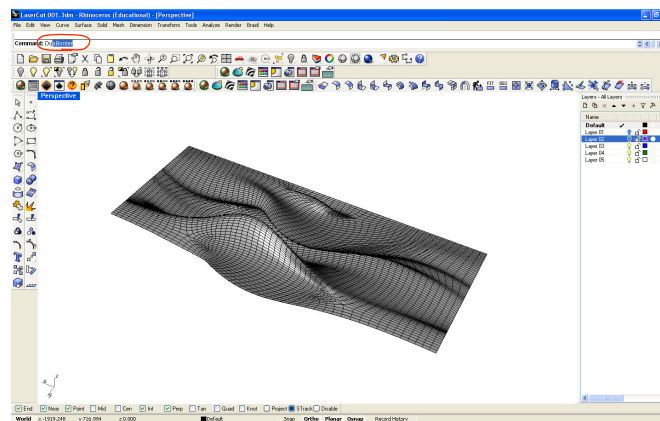 LaserCut 001.3dm - Rhinoceros (Educational) - [Perspective]
File Edit View Curve Surface Solid Mesh Dimension Transform Tools Analyze Render Brazil Help
Command:
Perspective
Layers - All Layers
Name
Default
Layer 01
Layer 02
Layer 03
Layer 04
Layer 05
z
x
y
End Near Point Mid Cen Int Perp Tan Quad Knot Project STrack Disable
World x -1919.248 y 716.994 z 0.000 Default Snap Ortho Planar Osnap Record History